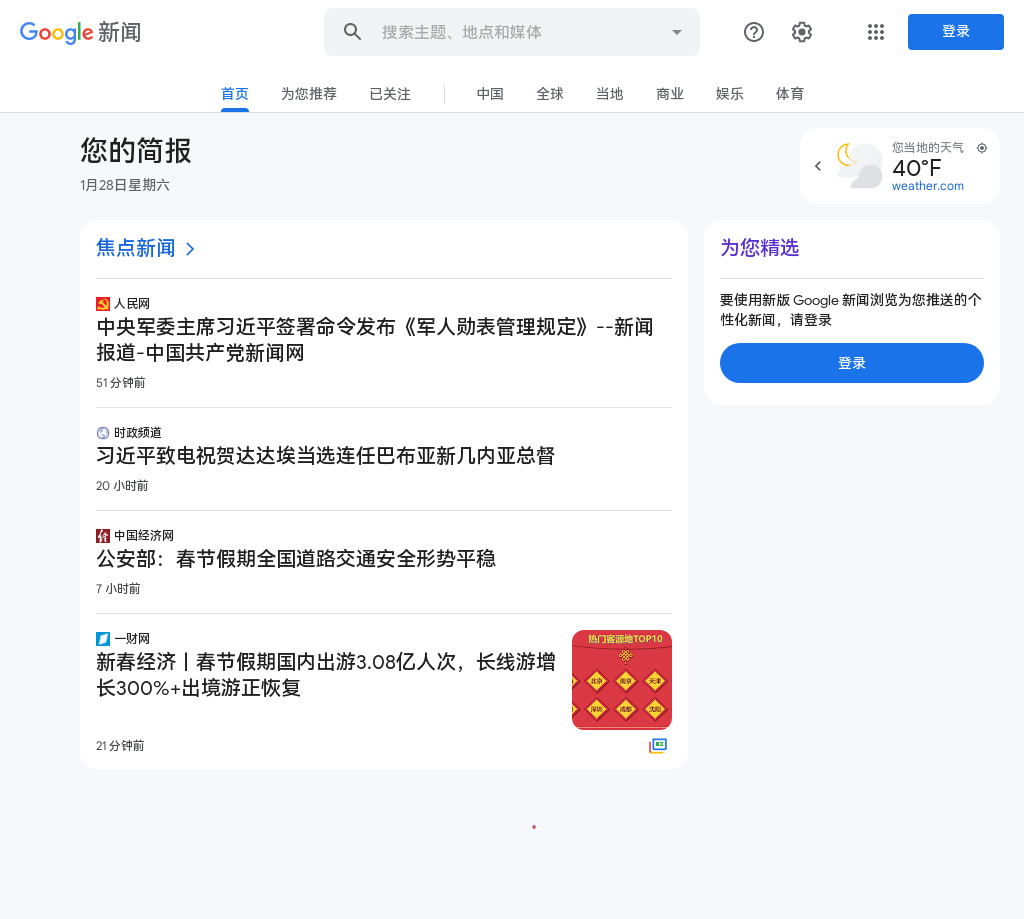 Google 新闻
搜索主题、地点和媒体
登录
首页
为您推荐
已关注
中国
全球
当地
商业
娱乐
体育
您的简报
1月28日星期六
您当地的天气
40°F
weather.com
焦点新闻
人民网
中央军委主席习近平签署命令发布《军人勋表管理规定》--新闻
报道-中国共产党新闻网
51 分钟前
时政频道
习近平致电祝贺达达埃当选连任巴布亚新几内亚总督
20 小时前
中国经济网
公安部：春节假期全国道路交通安全形势平稳
7 小时前
一财网
新春经济丨春节假期国内出游3.08亿人次，长线游增
长300%+出境游正恢复
21 分钟前
热门客源地TOP10
北京
南京
天津
深圳
成都
沈阳
为您精选
要使用新版 Google 新闻浏览为您推送的个
性化新闻，请登录
登录